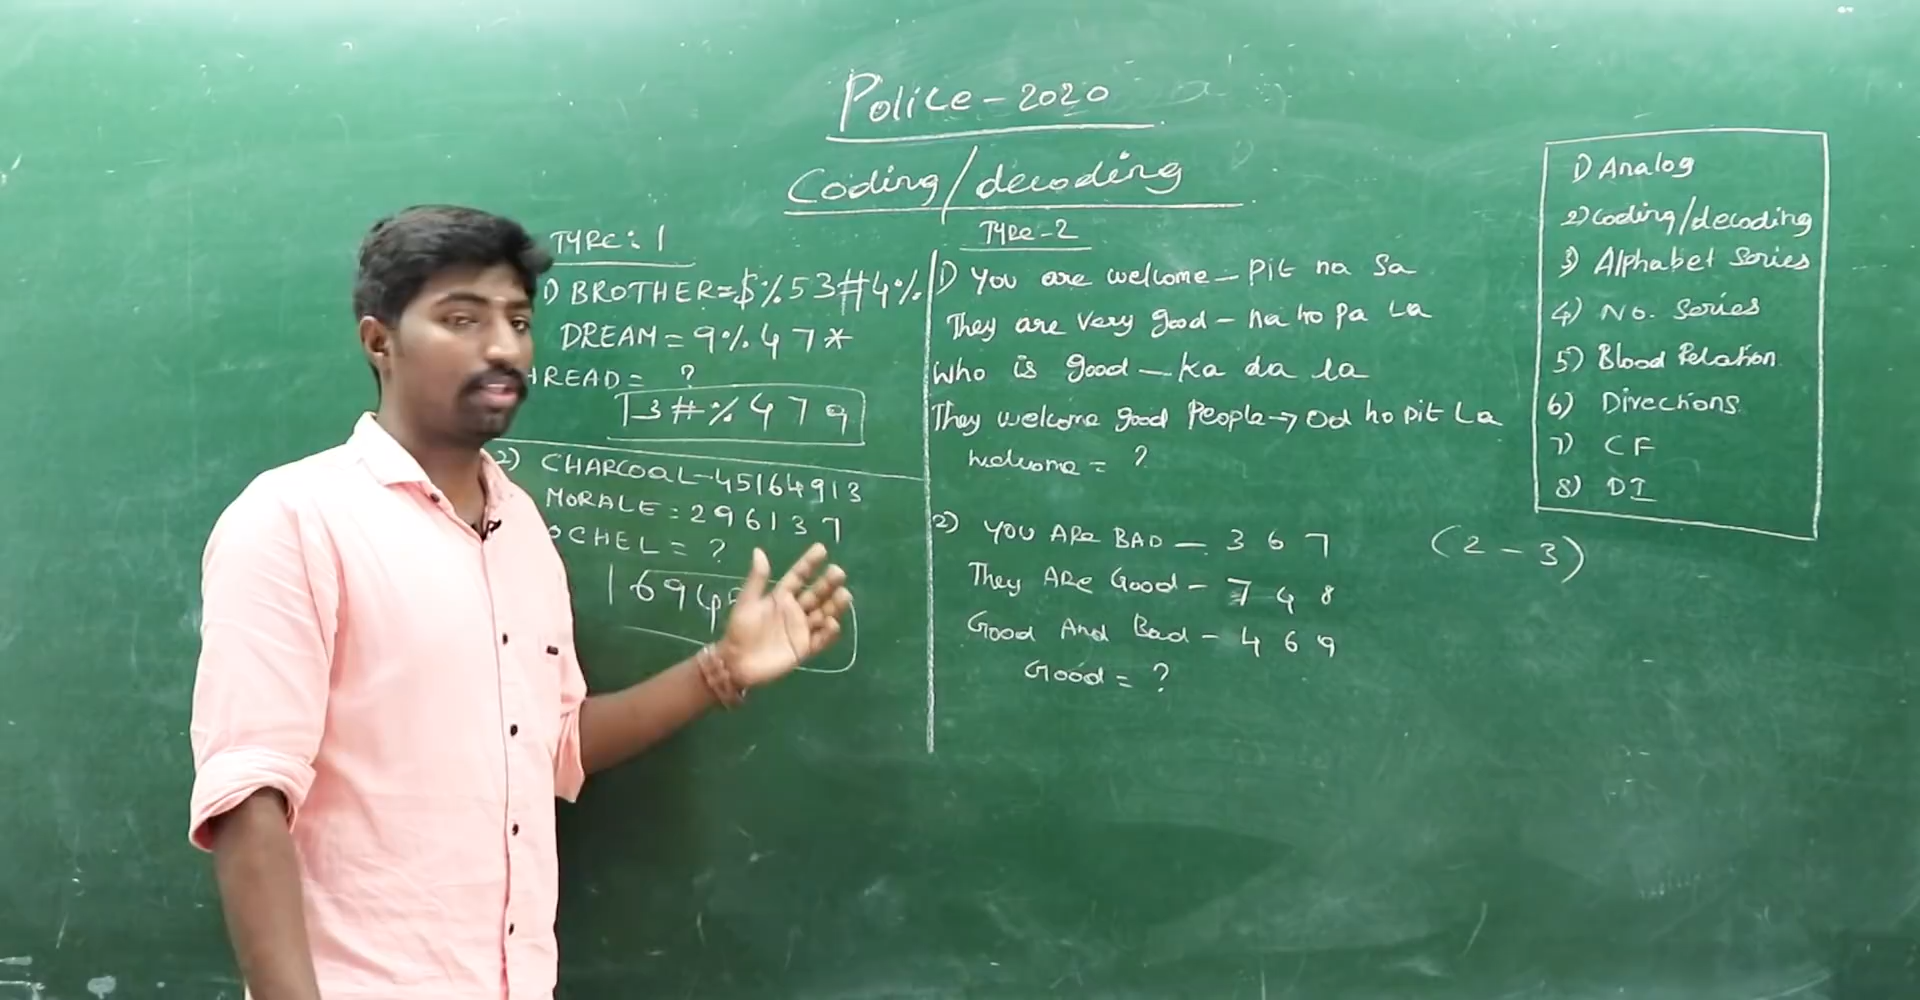 Police - 2020
Coding/decoding
TYPE: 1
1) BROTHER = $%53#4%
DREAM = 9%47*
HREAD = ?
3#%479
2) CHARCOAL - 45164913
MORALE = 296137
OCHEL = ?
1694
TYPe - 2
1) You are welcome - Pit na Sa
They are Very good - na ho Pa La
Who is good - Ka da la
They welcome good People → Od ho Pit La
welcome = ?
2) YOU ARe BAD - 3 6 7
They ARe Good - 7 4 8
Good And Bad - 4 6 9
Good = ?
(2 - 3)
1) Analog
2) Coding/decoding
3) Alphabet Series
4) No. Series
5) Blood Relation
6) Directions
7) CF
8) DI